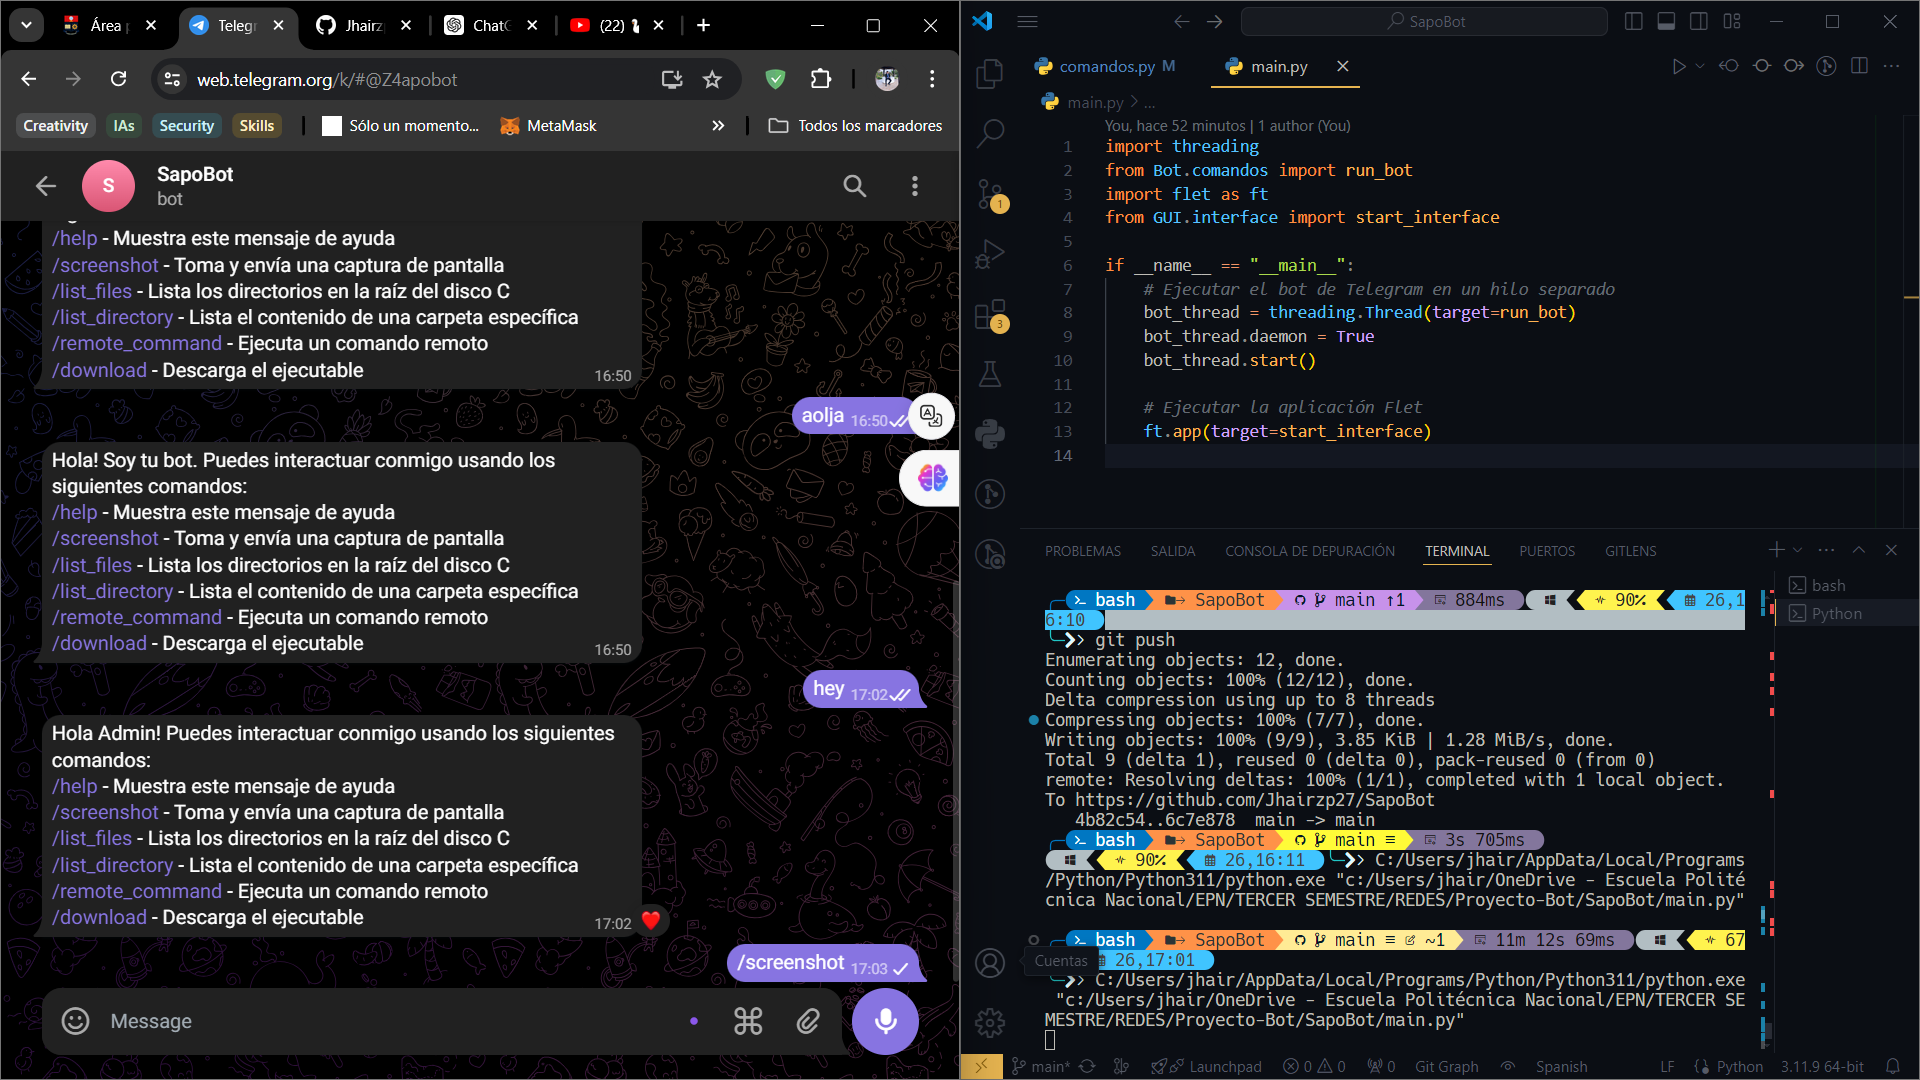 Área p
Telegr
Jhairz
ChatG
(22)
web.telegram.org/k/#@Z4apobot
Creativity
IAs
Security
Skills
Sólo un momento...
MetaMask
Todos los marcadores
S
SapoBot
bot
/help - Muestra este mensaje de ayuda
/screenshot - Toma y envía una captura de pantalla
/list_files - Lista los directorios en la raíz del disco C
/list_directory - Lista el contenido de una carpeta específica
/remote_command - Ejecuta un comando remoto
/download - Descarga el ejecutable
16:50
aolja 16:50
Hola! Soy tu bot. Puedes interactuar conmigo usando los
siguientes comandos:
/help - Muestra este mensaje de ayuda
/screenshot - Toma y envía una captura de pantalla
/list_files - Lista los directorios en la raíz del disco C
/list_directory - Lista el contenido de una carpeta específica
/remote_command - Ejecuta un comando remoto
/download - Descarga el ejecutable
16:50
hey 17:02
Hola Admin! Puedes interactuar conmigo usando los siguientes
comandos:
/help - Muestra este mensaje de ayuda
/screenshot - Toma y envía una captura de pantalla
/list_files - Lista los directorios en la raíz del disco C
/list_directory - Lista el contenido de una carpeta específica
/remote_command - Ejecuta un comando remoto
/download - Descarga el ejecutable
17:02
/screenshot 17:03
Message
SapoBot
comandos.py M
main.py
main.py > ...
You, hace 52 minutos | 1 author (You)
1 import threading
2 from Bot.comandos import run_bot
3 import flet as ft
4 from GUI.interface import start_interface
5
6 if __name__ == "__main__":
7 # Ejecutar el bot de Telegram en un hilo separado
8 bot_thread = threading.Thread(target=run_bot)
9 bot_thread.daemon = True
10 bot_thread.start()
11
12 # Ejecutar la aplicación Flet
13 ft.app(target=start_interface)
14
1
3
PROBLEMAS
SALIDA
CONSOLA DE DEPURACIÓN
TERMINAL
PUERTOS
GITLENS
bash
Python
bash SapoBot main ↑1 884ms 90% 26,1
6:10
git push
Enumerating objects: 12, done.
Counting objects: 100% (12/12), done.
Delta compression using up to 8 threads
Compressing objects: 100% (7/7), done.
Writing objects: 100% (9/9), 3.85 KiB | 1.28 MiB/s, done.
Total 9 (delta 1), reused 0 (delta 0), pack-reused 0 (from 0)
remote: Resolving deltas: 100% (1/1), completed with 1 local object.
To https://github.com/Jhairzp27/SapoBot
4b82c54..6c7e878 main -> main
bash SapoBot main ≡ 3s 705ms
90% 26,16:11 C:/Users/jhair/AppData/Local/Programs
/Python/Python311/python.exe "c:/Users/jhair/OneDrive - Escuela Polité
cnica Nacional/EPN/TERCER SEMESTRE/REDES/Proyecto-Bot/SapoBot/main.py"
bash SapoBot main ≡ ~1 11m 12s 69ms 67
Cuentas
26,17:01
C:/Users/jhair/AppData/Local/Programs/Python/Python311/python.exe
"c:/Users/jhair/OneDrive - Escuela Politécnica Nacional/EPN/TERCER SE
MESTRE/REDES/Proyecto-Bot/SapoBot/main.py"
main* Launchpad 0 0 0 Git Graph Spanish LF Python 3.11.9 64-bit